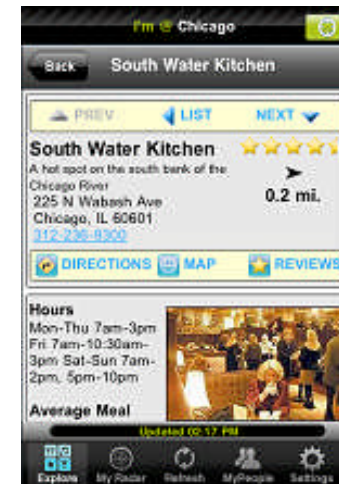 I'm @ Chicago
Back South Water Kitchen
PREV LIST NEXT
South Water Kitchen
A hot spot on the south bank of the
Chicago River
0.2 mi.
225 N Wabash Ave
Chicago, IL 60601
312-236-9300
DIRECTIONS MAP REVIEWS
Hours
Mon-Thu 7am-3pm
Fri 7am-10:30am-
3pm Sat-Sun 7am-
2pm, 5pm-10pm
Average Meal
Updated 02:17 PM
Explore My Radar Refresh MyPeople Settings